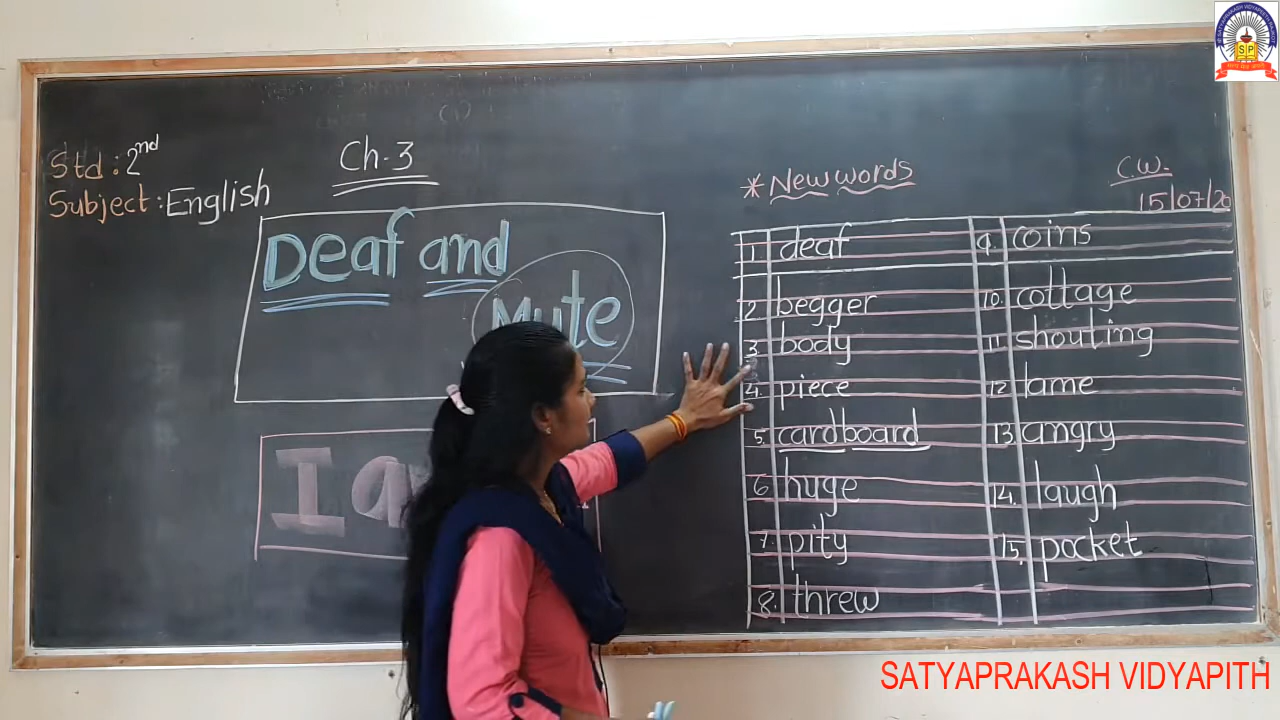 Std: 2nd
Subject: English
Ch-3
Deaf and
Mute
I
* New words
C.W.
15/07/20
1. deaf
2. begger
3. body
4. piece
5. cardboard
6 huge
7. pity
8. threw
9. coins
10. cottage
11. shouting
12. lame
13. angry
14. laugh
15. pocket
SP
SATYAPRAKASH VIDYAPITH